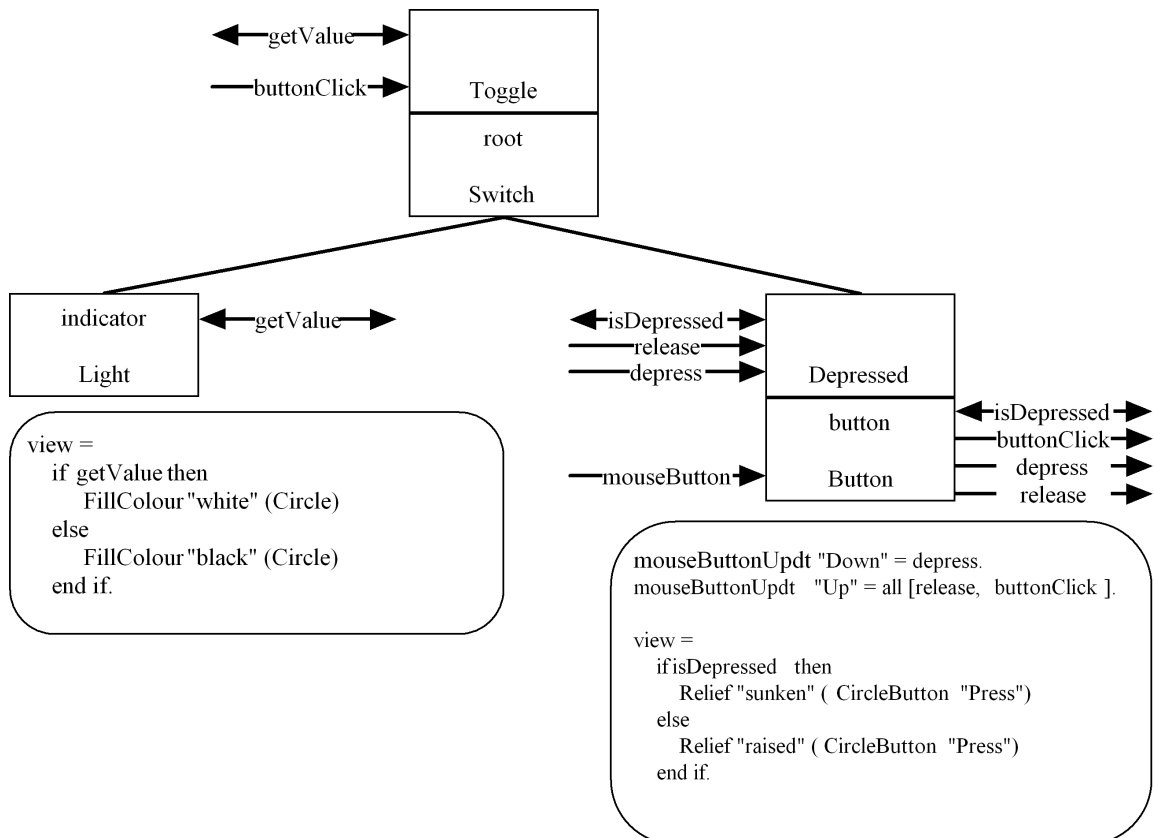 getValue
buttonClick
Toggle
root
Switch
indicator
getValue
Light
isDepressed
release
depress
Depressed
button
isDepressed
buttonClick
mouseButton
Button
depress
release
view =
if getValue then
FillColour "white" (Circle)
else
FillColour "black" (Circle)
end if.
mouseButtonUpdt "Down" = depress.
mouseButtonUpdt "Up" = all [release, buttonClick ].
view =
if isDepressed then
Relief "sunken" ( CircleButton "Press")
else
Relief "raised" ( CircleButton "Press")
end if.